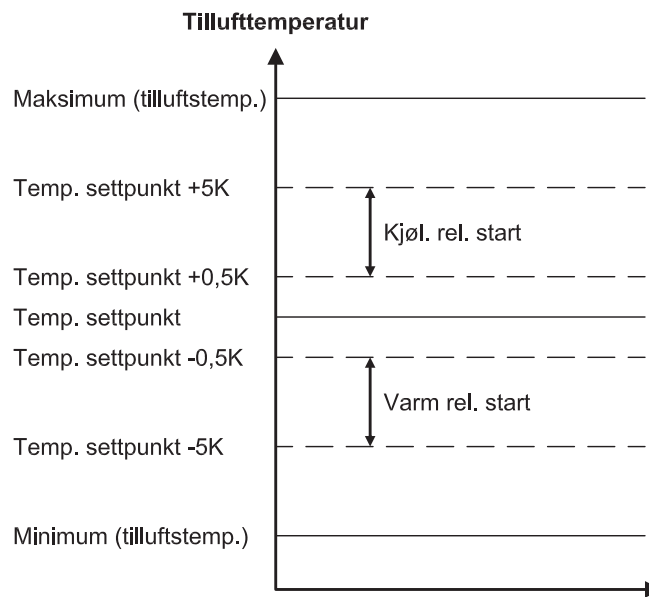 Tillufttemperatur
Maksimum (tilluftstemp.)
Temp. settpunkt +5K
Kjøl. rel. start
Temp. settpunkt +0,5K
Temp. settpunkt
Temp. settpunkt -0,5K
Varm rel. start
Temp. settpunkt -5K
Minimum (tilluftstemp.)